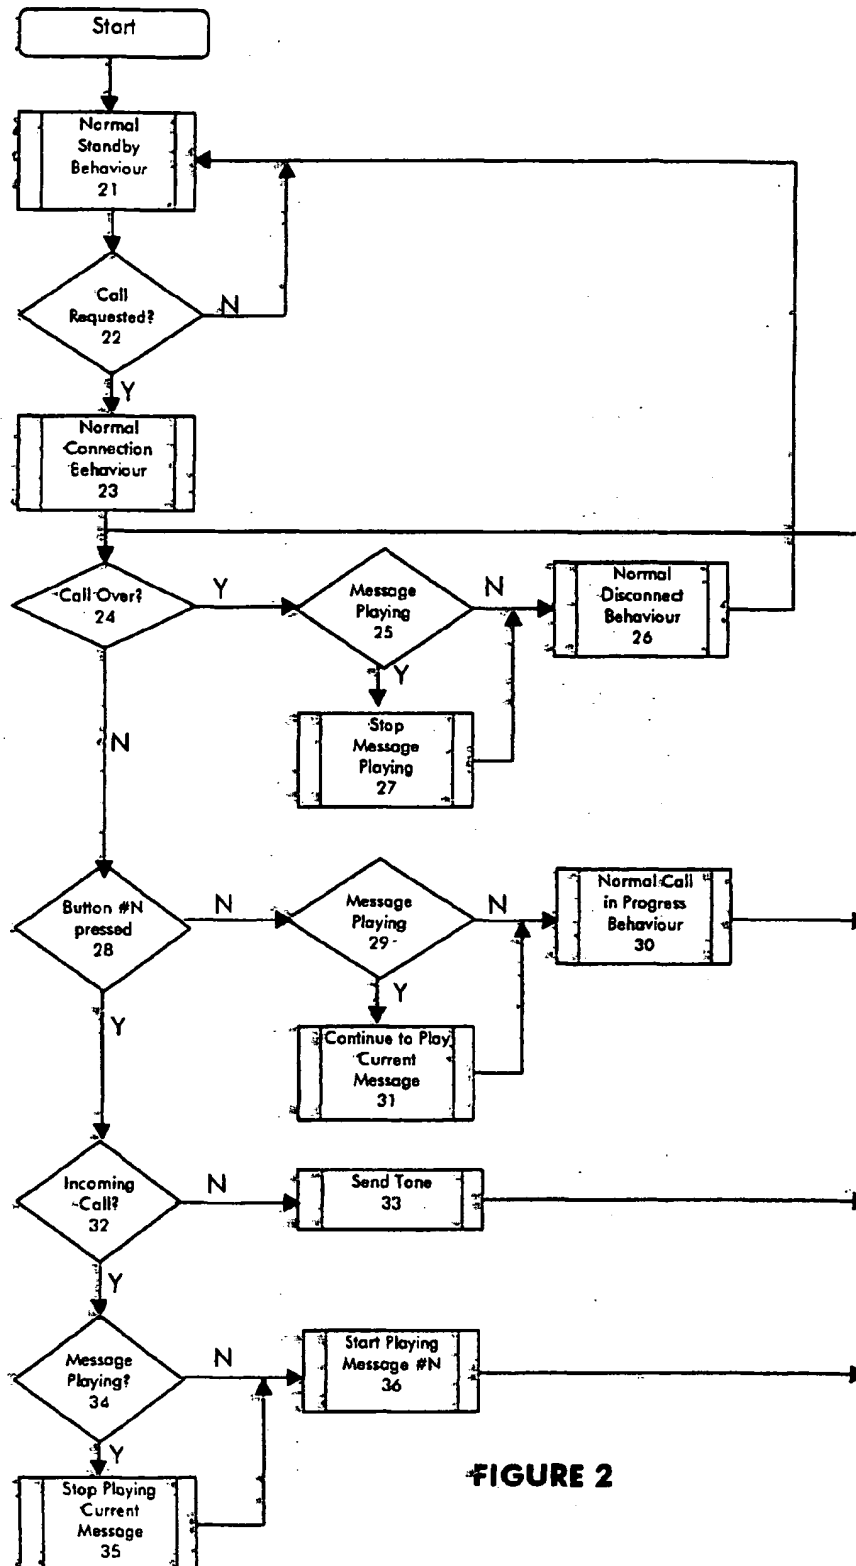 Start
Normal
Standby
Behaviour
21
Call
Requested?
22
N
Y
Normal
Connection
Behaviour
23
Call Over?
24
Y
Message
Playing
25
N
Normal
Disconnect
Behaviour
26
Y
Stop
Message
Playing
27
N
Button #N
pressed
28
N
Message
Playing
29
N
Normal Call
in Progress
Behaviour
30
Y
Continue to Play
Current
Message
31
Y
Incoming
Call?
32
N
Send Tone
33
Y
Message
Playing?
34
N
Start Playing
Message #N
36
Y
Stop Playing
Current
Message
35
FIGURE 2